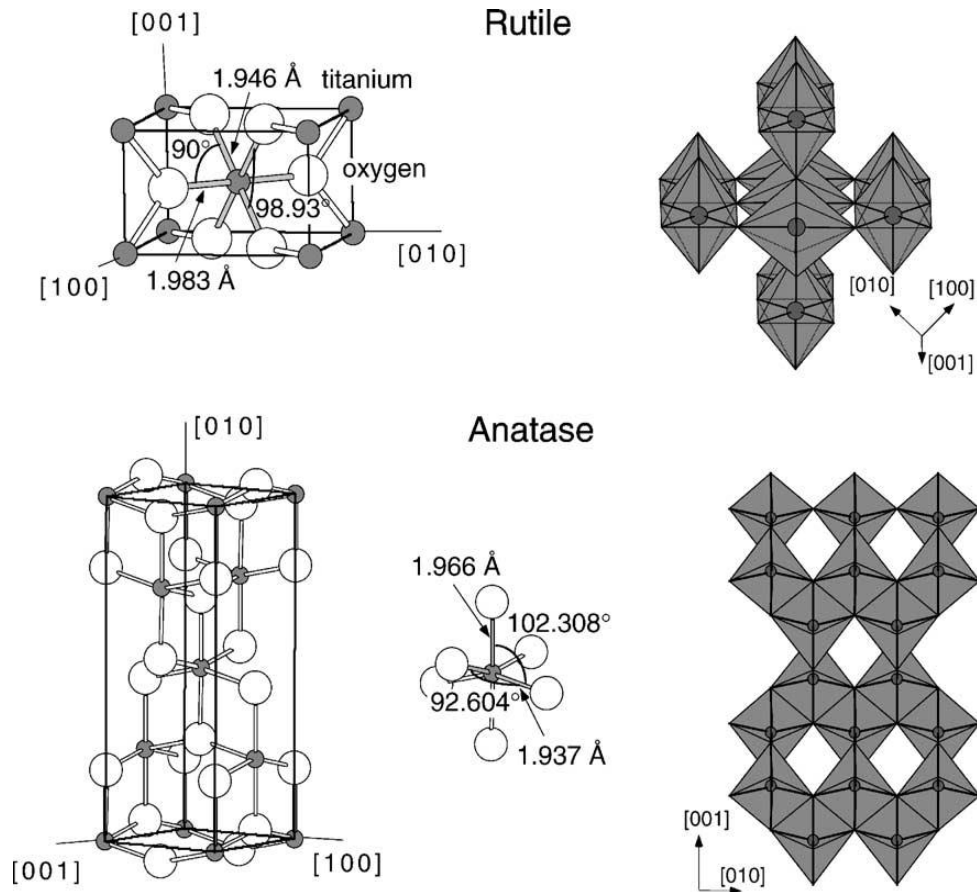 Rutile
[001]
1.946 Å
titanium
90°
oxygen
98.93°
[010]
[100]
1.983 Å
[010]
[100]
[001]
Anatase
[010]
1.966 Å
102.308°
92.604°
1.937 Å
[001]
[100]
[001]
[010]